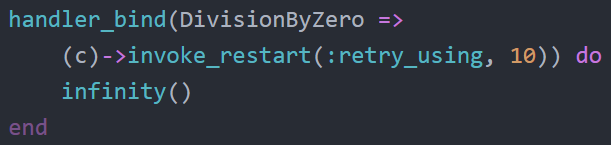 handler_bind(DivisionByZero =>
    (c)->invoke_restart(:retry_using, 10)) do
    infinity()
end